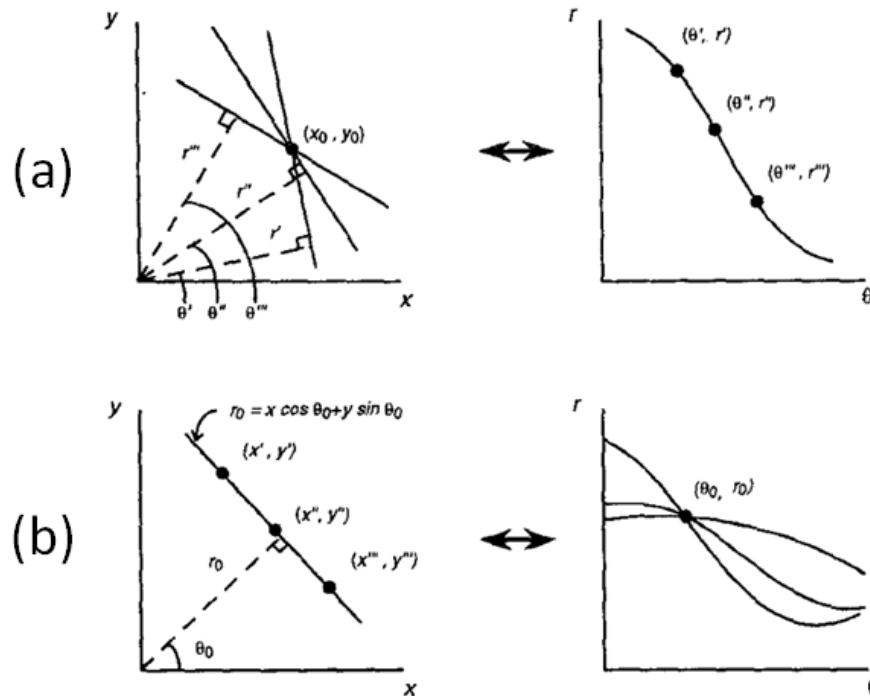 (a)
y
(x₀, y₀)
r'''
r''
r'
x
θ' θ'' θ'''
r
(θ', r')
(θ'', r'')
(θ''', r''')
θ
(b)
y
r₀ = x cos θ₀+y sin θ₀
(x', y')
(x'', y'')
(x''', y''')
r₀
θ₀
x
r
(θ₀, r₀)